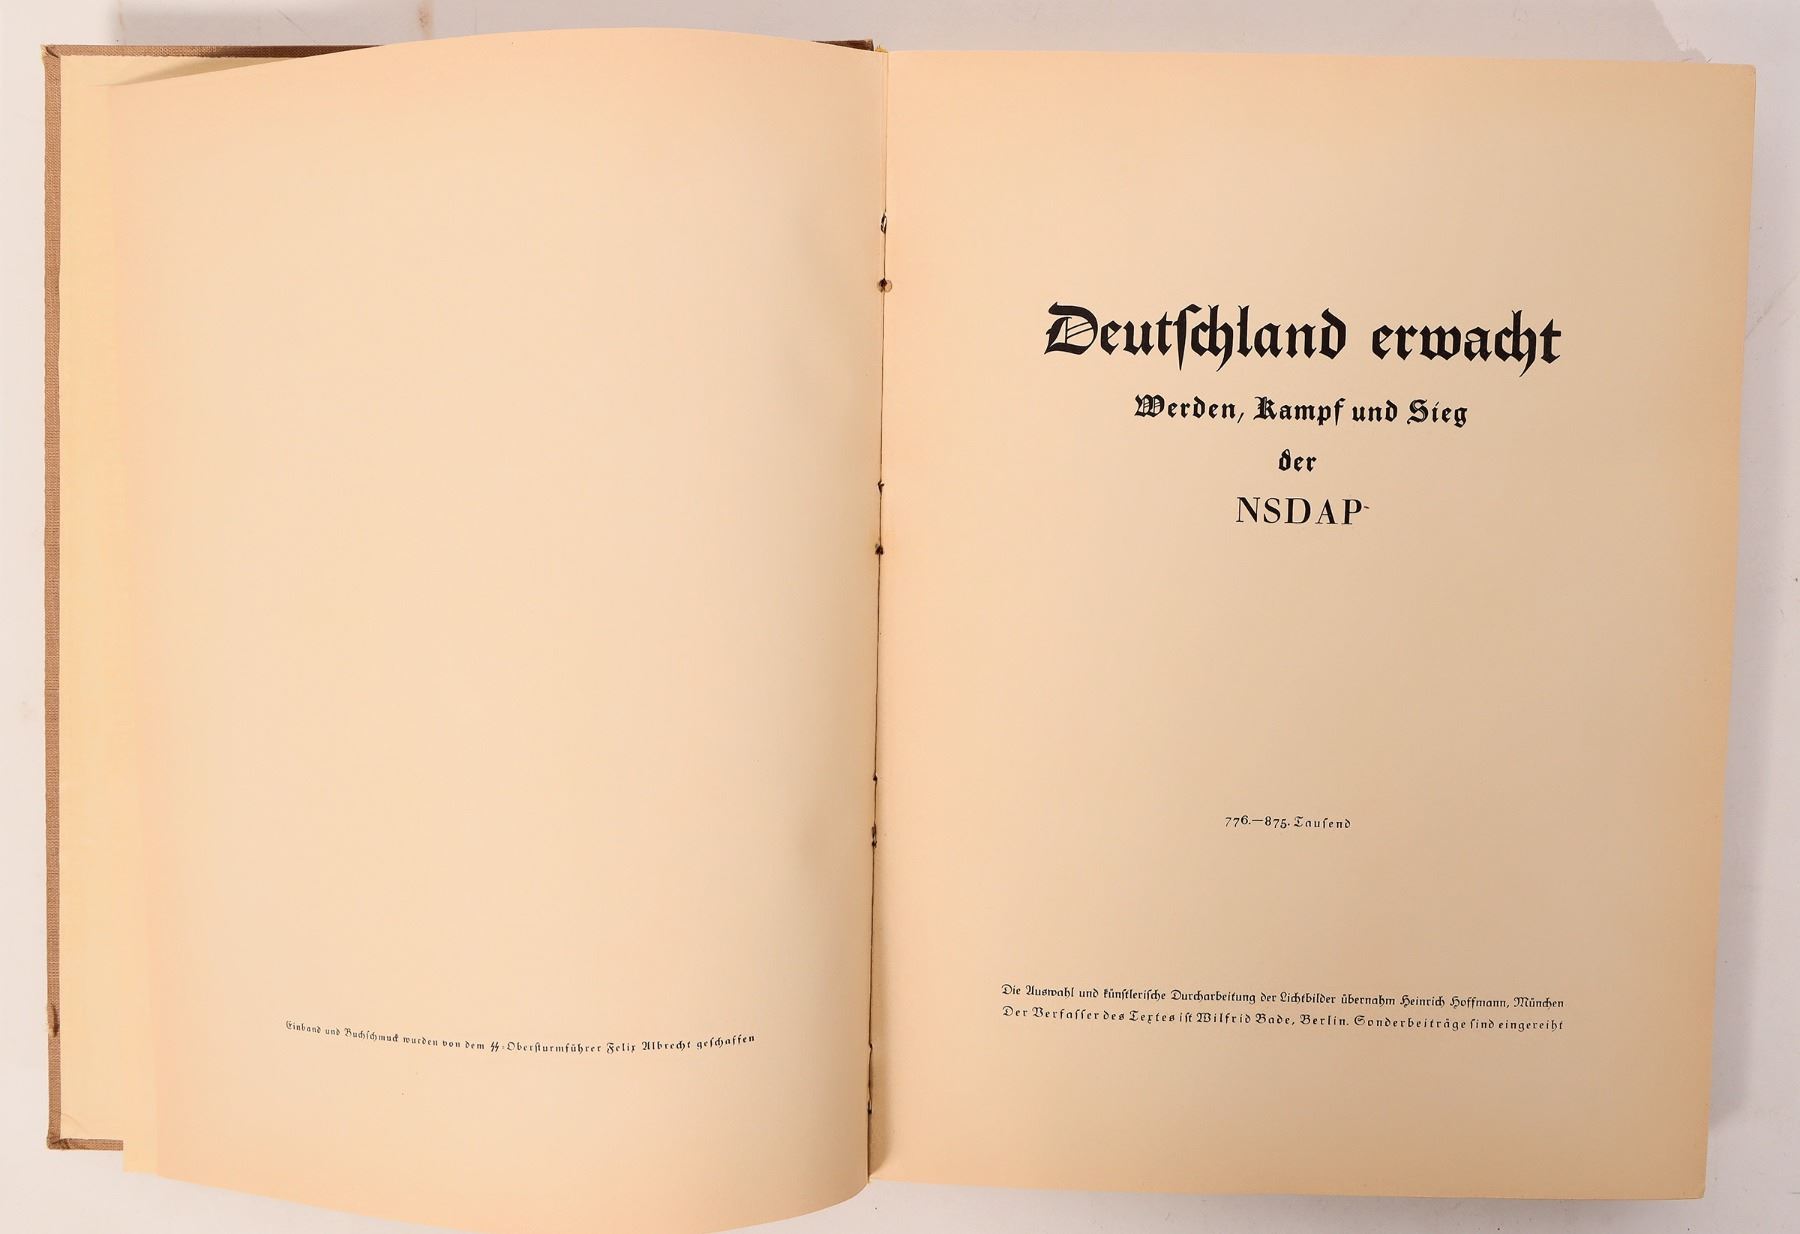 Einband und Buchschmuck wurden von dem SS-Obersturmführer Felix Albrecht geschaffen
Deutschland erwacht
Werden, Kampf und Sieg
der
NSDAP
776.—875. Tausend
Die Auswahl und künstlerische Durcharbeitung der Lichtbilder übernahm Heinrich Hoffmann, München
Der Verfasser des Textes ist Wilfrid Bade, Berlin. Sonderbeiträge sind eingereiht